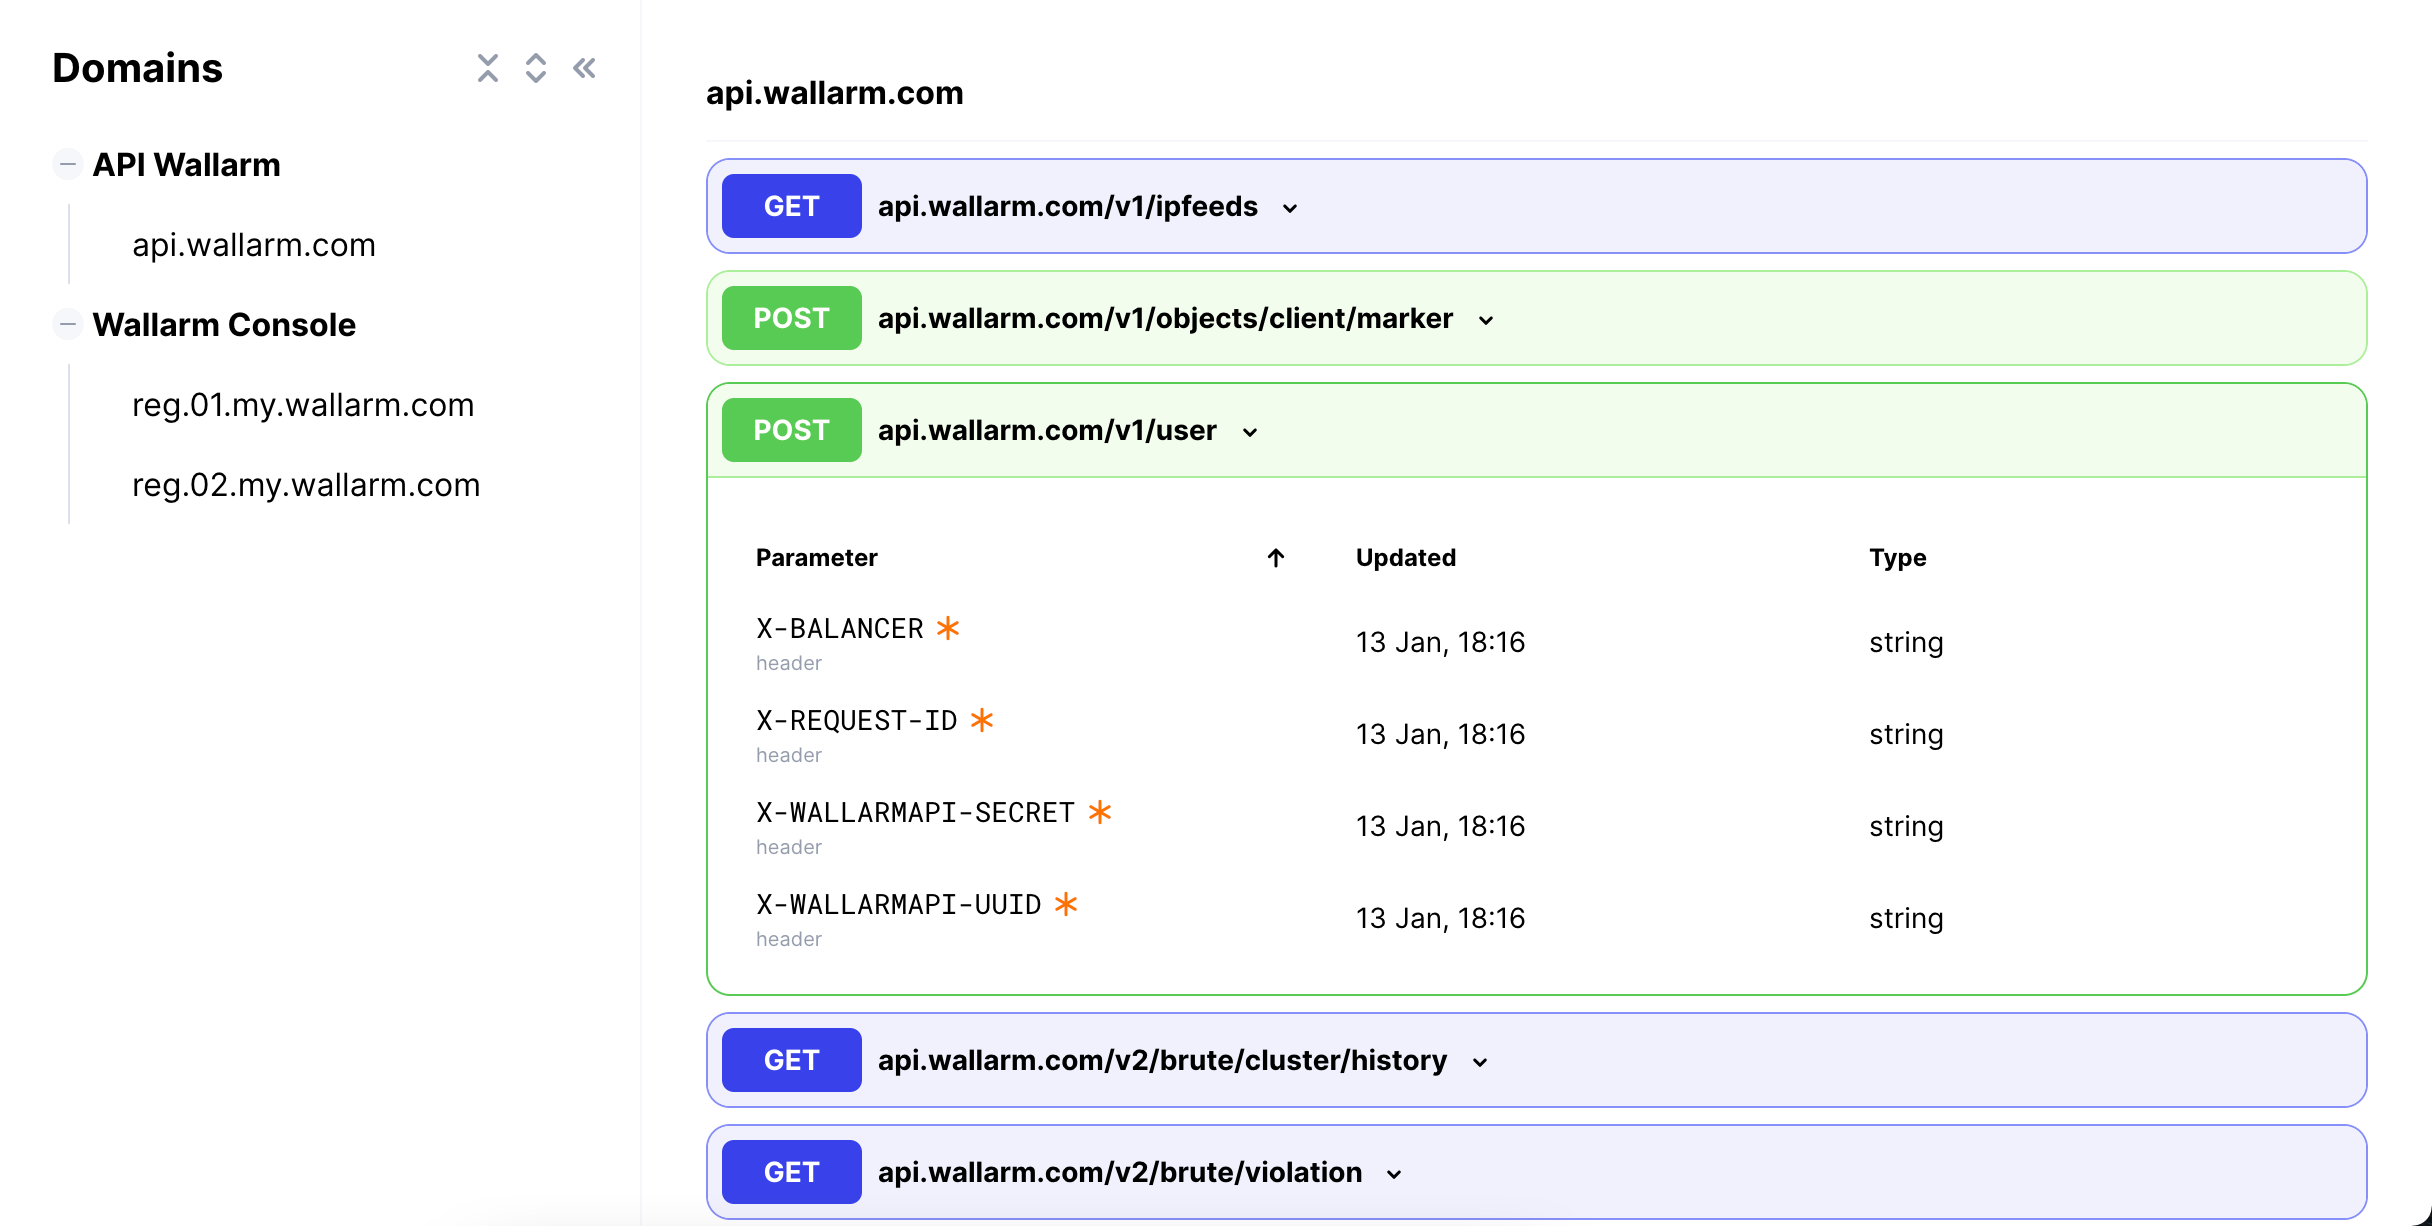 Domains
API Wallarm
api.wallarm.com
Wallarm Console
reg.01.my.wallarm.com
reg.02.my.wallarm.com
api.wallarm.com
GET api.wallarm.com/v1/ipfeeds
POST api.wallarm.com/v1/objects/client/marker
POST api.wallarm.com/v1/user
Parameter Updated Type
X-BALANCER * 13 Jan, 18:16 string
header
X-REQUEST-ID * 13 Jan, 18:16 string
header
X-WALLARMAPI-SECRET * 13 Jan, 18:16 string
header
X-WALLARMAPI-UUID * 13 Jan, 18:16 string
header
GET api.wallarm.com/v2/brute/cluster/history
GET api.wallarm.com/v2/brute/violation